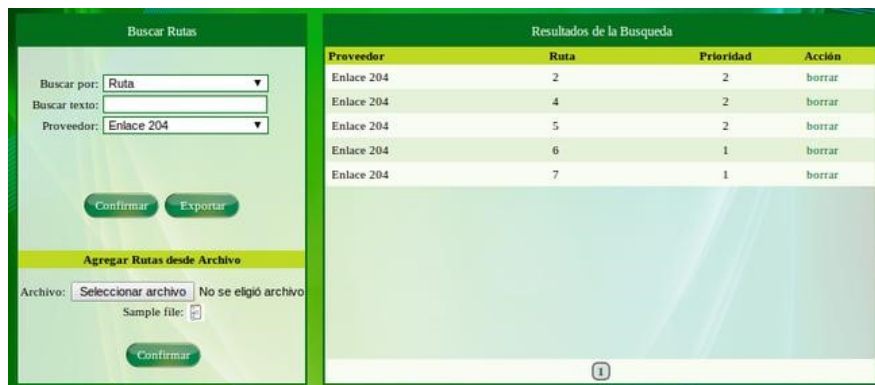 Buscar Rutas
Buscar por: Ruta
Buscar texto:
Proveedor: Enlace 204
Confirmar Exportar
Agregar Rutas desde Archivo
Archivo: Seleccionar archivo No se eligió archivo
Sample file:
Confirmar
Resultados de la Busqueda
Proveedor Ruta Prioridad Acción
Enlace 204 2 2 borrar
Enlace 204 4 2 borrar
Enlace 204 5 2 borrar
Enlace 204 6 1 borrar
Enlace 204 7 1 borrar
1